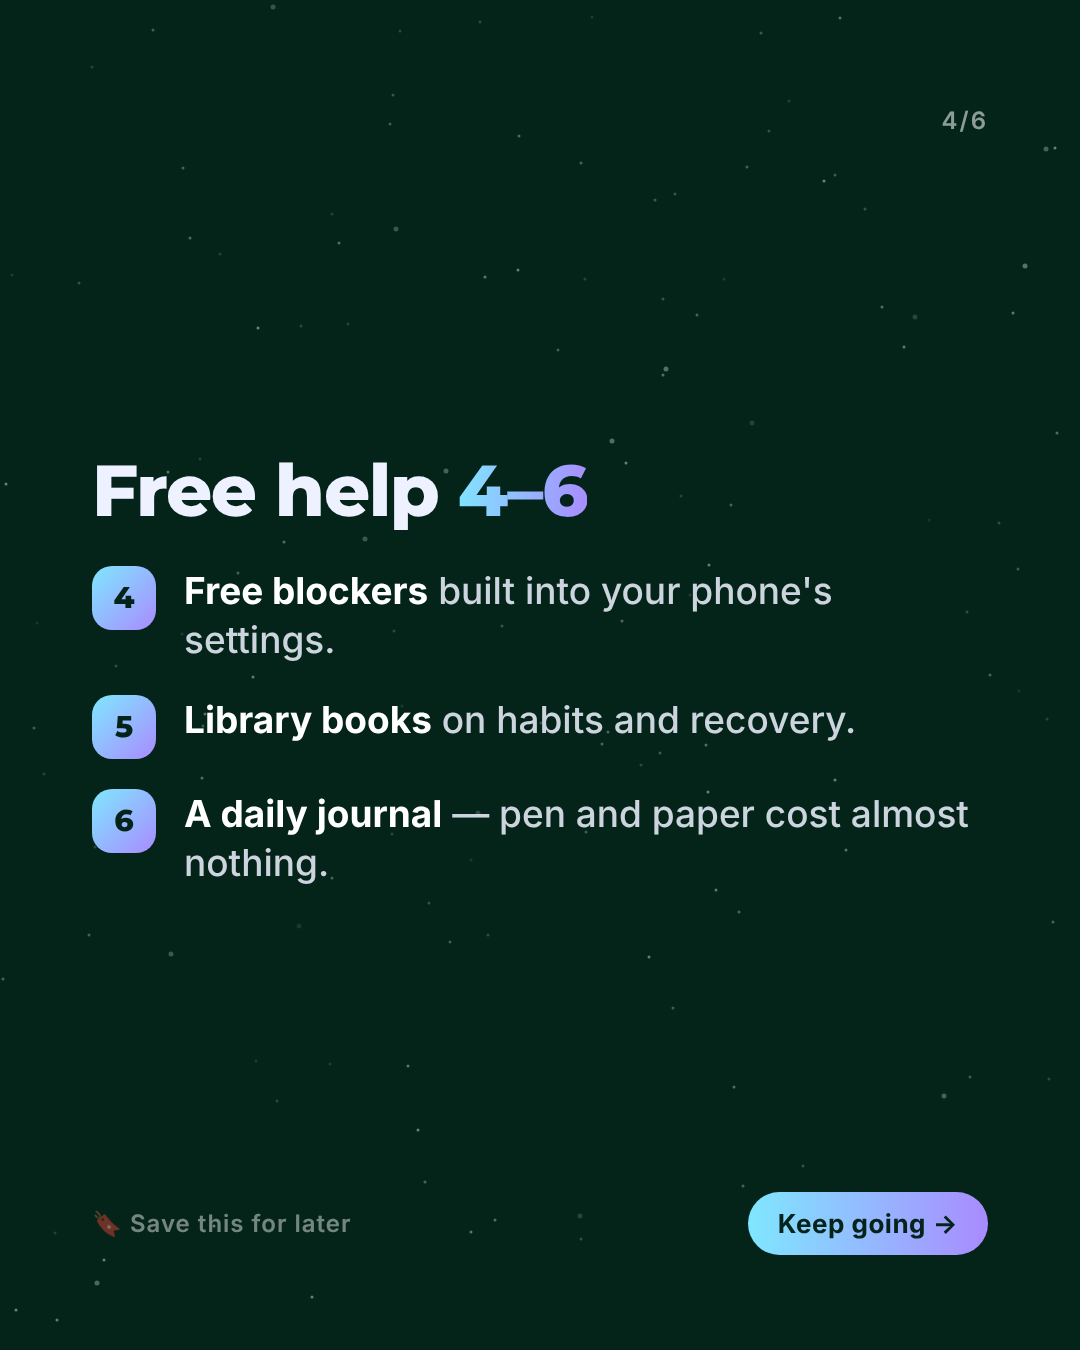 4/6
Free help 4–6
4 Free blockers built into your phone's
settings.
5 Library books on habits and recovery.
6 A daily journal — pen and paper cost almost
nothing.
🔖 Save this for later
Keep going →